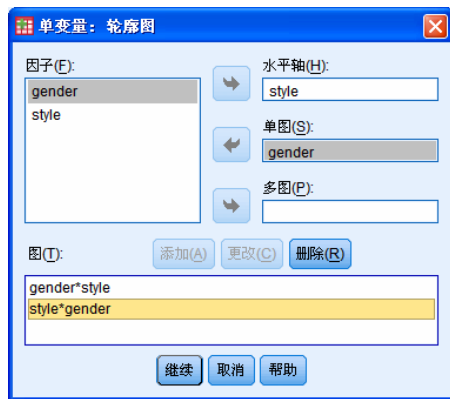 单变量: 轮廓图
因子(F):
gender
style
水平轴(H):
style
单图(S):
gender
多图(P):
图(T):
添加(A) 更改(C) 删除(R)
gender*style
style*gender
继续 取消 帮助